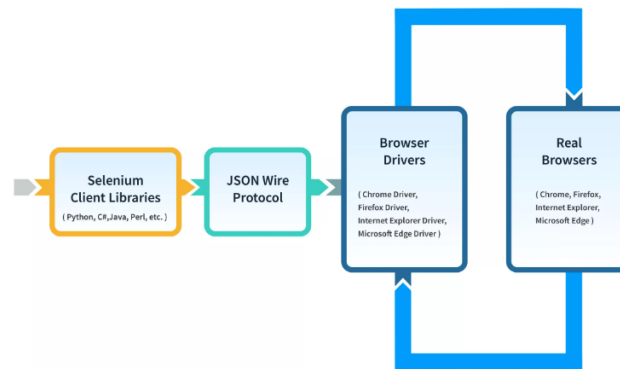 Selenium
Client Libraries
( Python, C#,Java, Perl, etc. )
JSON Wire
Protocol
Browser
Drivers
( Chrome Driver,
Firefox Driver,
Internet Explorer Driver,
Microsoft Edge Driver )
Real
Browsers
( Chrome, Firefox,
Internet Explorer,
Microsoft Edge )